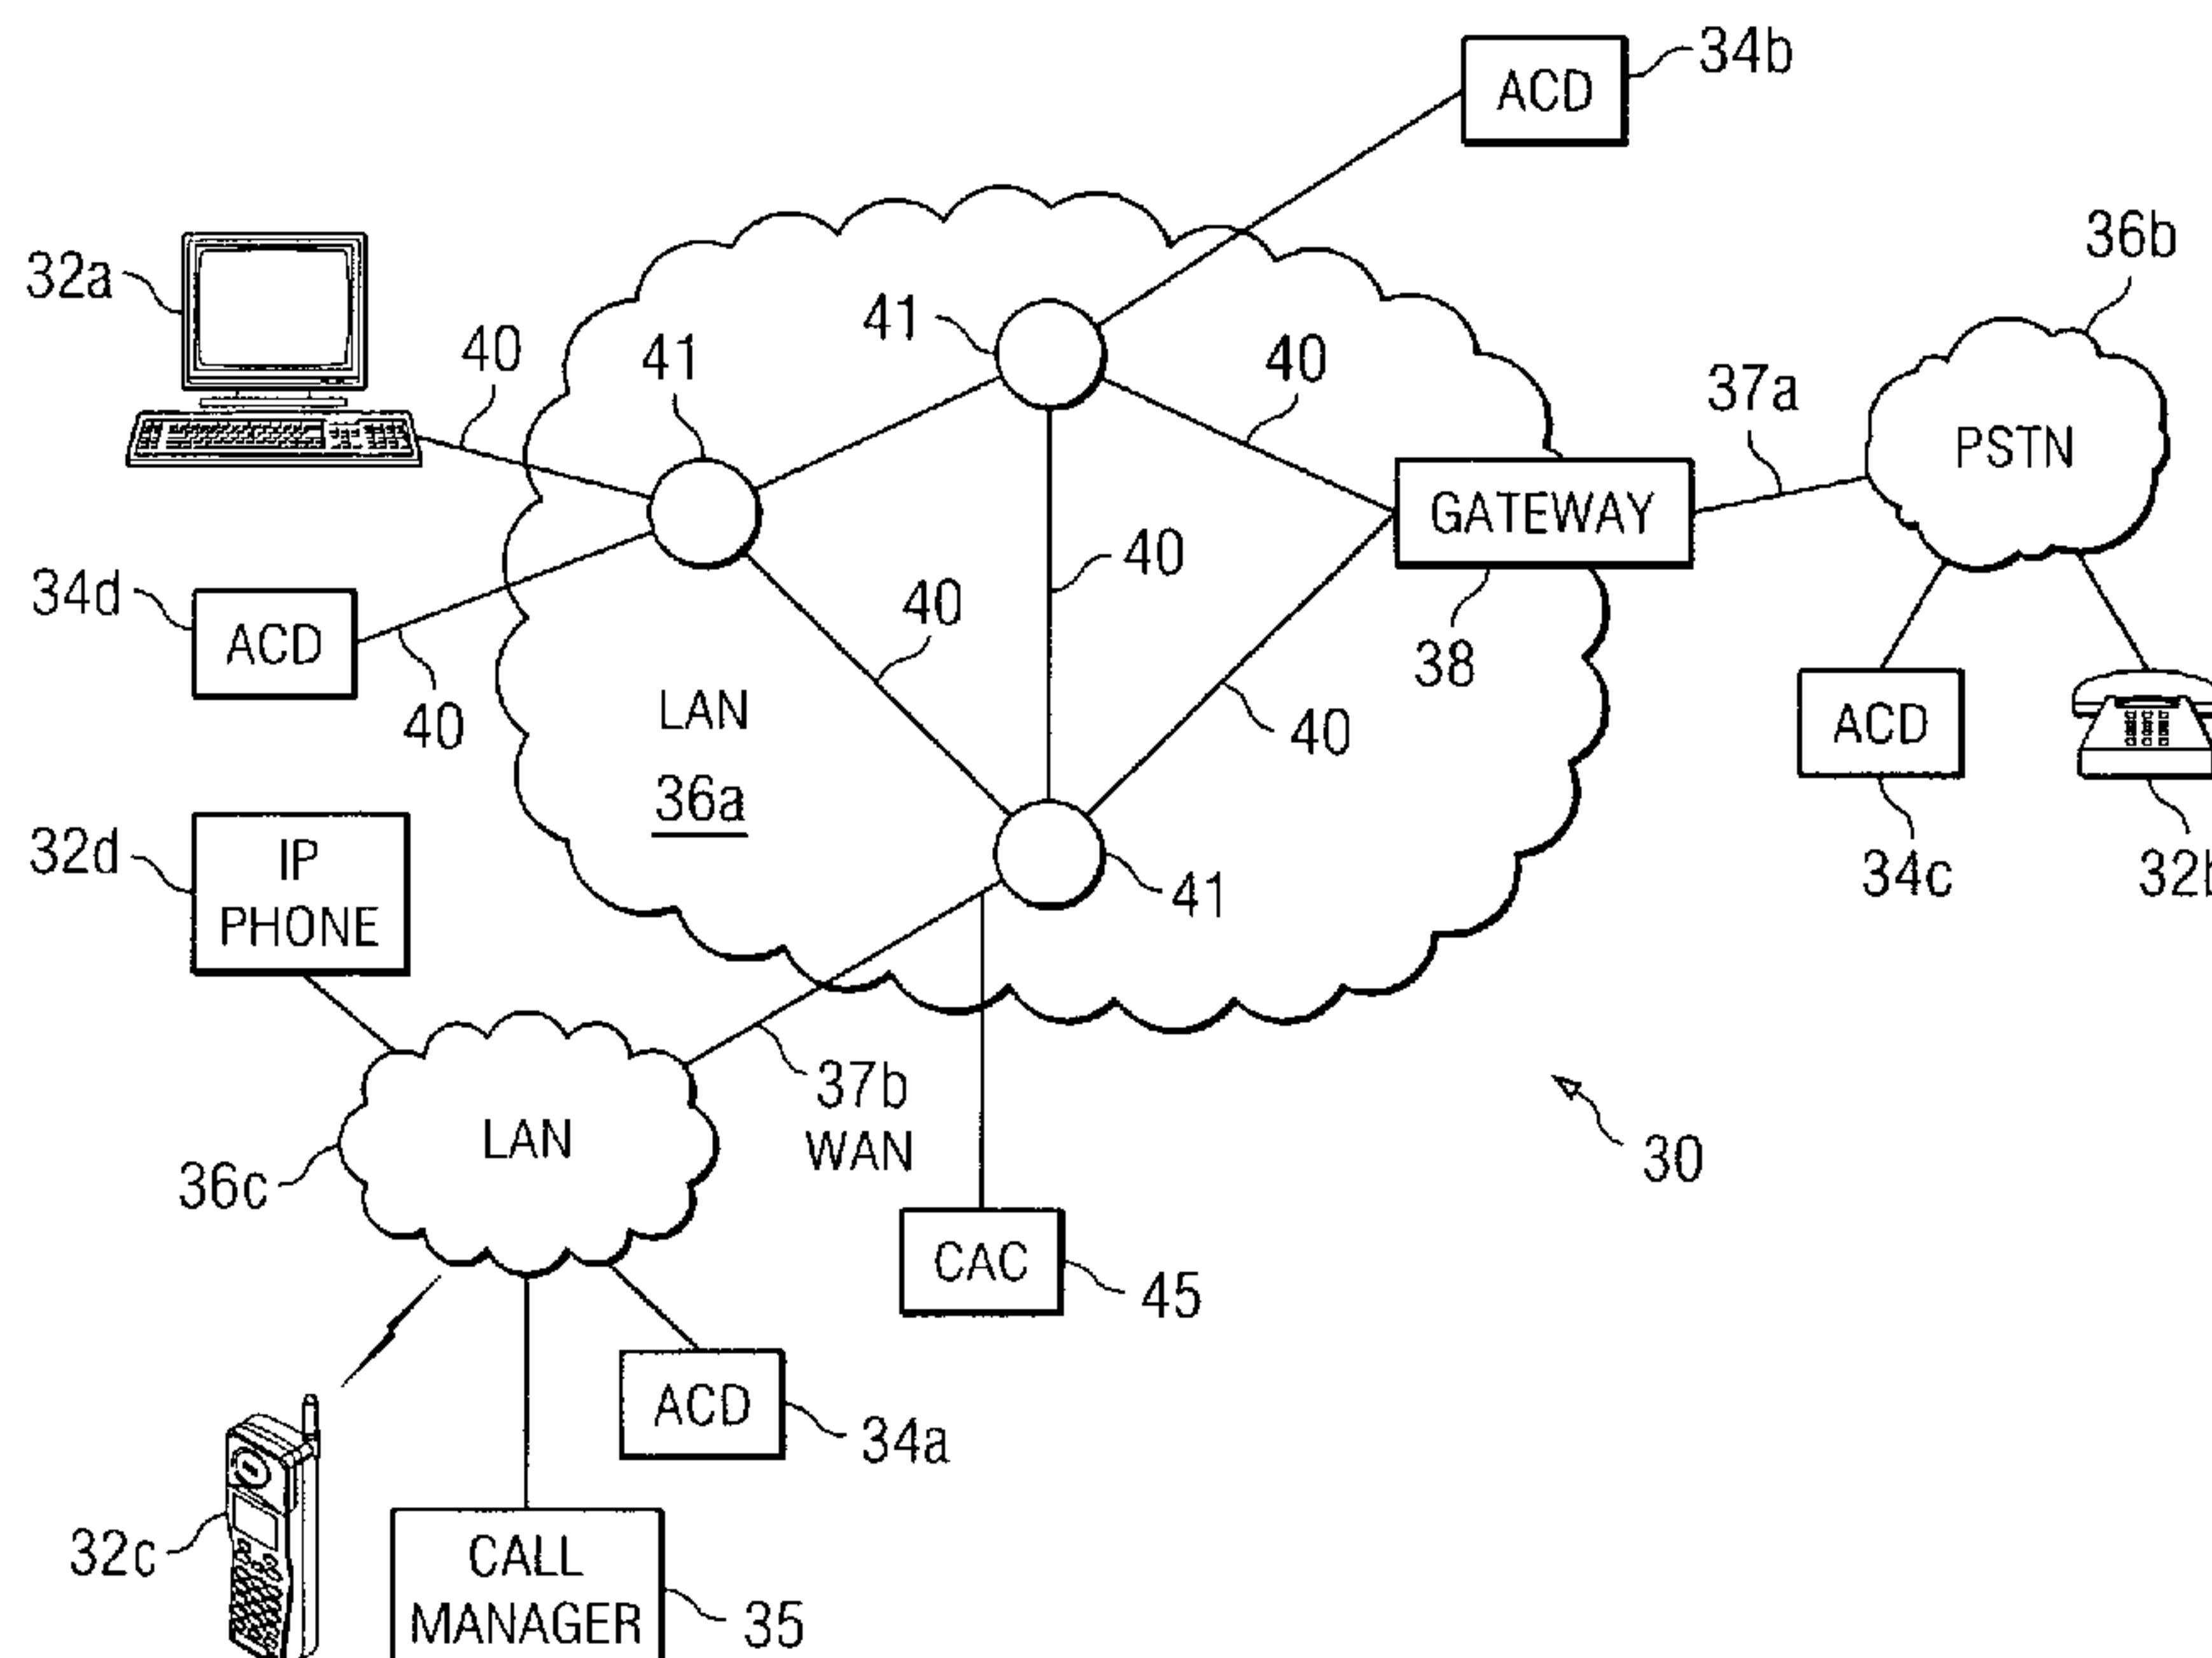 34b
ACD
36b
32a
40
41
41
40
37a
PSTN
GATEWAY
40
34d
ACD
40
38
40
LAN
36a
40
ACD
34c
32d
IP
PHONE
41
37b
WAN
LAN
36c
30
CAC
45
ACD
34a
32c
CALL
MANAGER
35